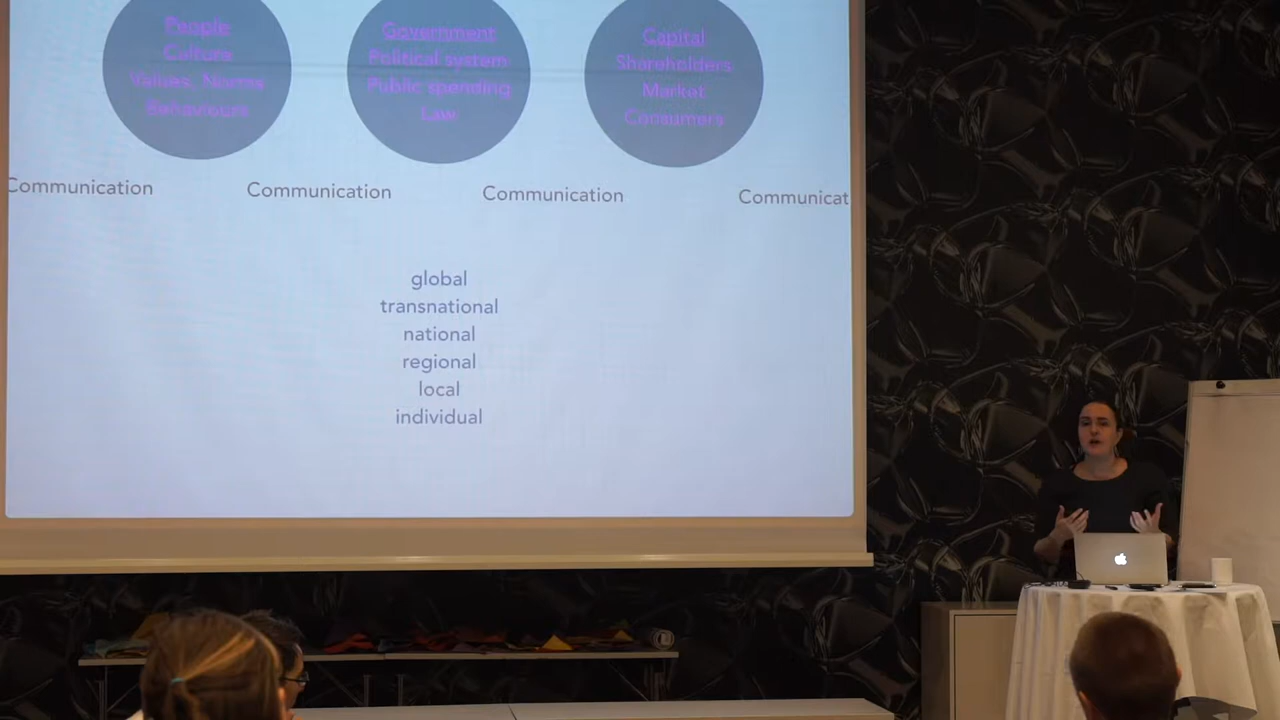 People
Culture
Values, Norms
Behaviours
Government
Political system
Public spending
Law
Capital
Shareholders
Market
Consumers
Communication
Communication
Communication
Communicat
global
transnational
national
regional
local
individual